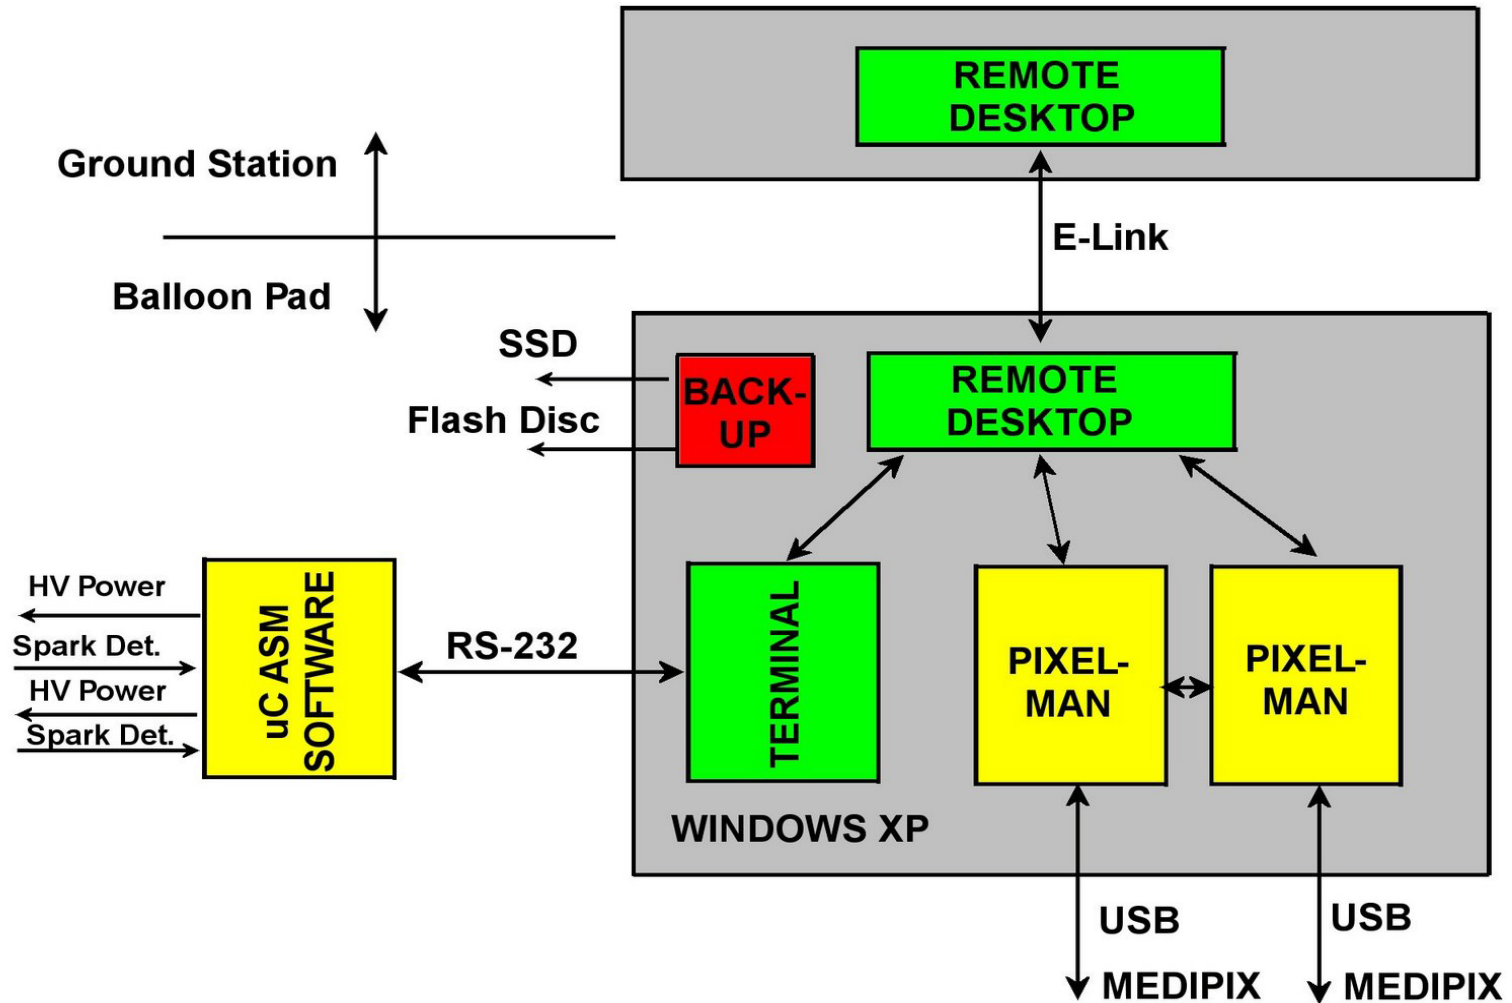 REMOTE
DESKTOP
Ground Station
E-Link
Balloon Pad
SSD
Flash Disc
BACK-
UP
REMOTE
DESKTOP
HV Power
Spark Det.
HV Power
Spark Det.
uC ASM
SOFTWARE
RS-232
TERMINAL
PIXEL-
MAN
PIXEL-
MAN
WINDOWS XP
USB
MEDIPIX
USB
MEDIPIX